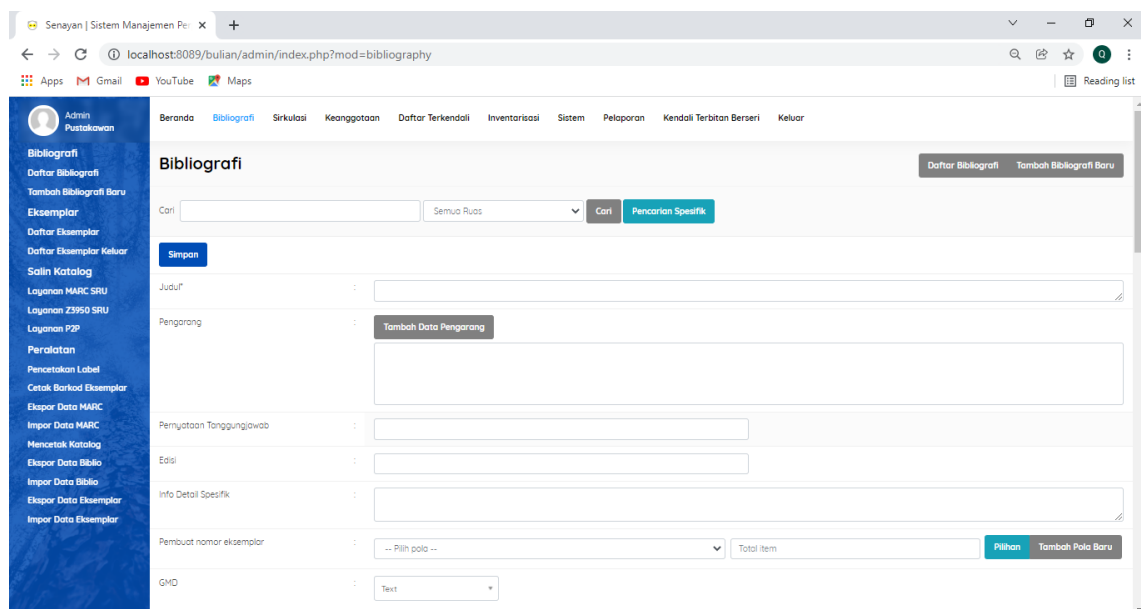 Senayan | Sistem Manajemen Per
localhost:8089/bulian/admin/index.php?mod=bibliography
Q
Apps Gmail YouTube Maps Reading list
Admin
Pustakawan
Beranda Bibliografi Sirkulasi Keanggotaan Daftar Terkendali Inventarisasi Sistem Pelaporan Kendali Terbitan Berseri Keluar
Bibliografi
Daftar Bibliografi
Tambah Bibliografi Baru
Eksemplar
Daftar Eksemplar
Daftar Eksemplar Keluar
Salin Katalog
Layanan MARC SRU
Layanan Z3950 SRU
Layanan P2P
Peralatan
Pencetakan Label
Cetak Barkod Eksemplar
Ekspor Data MARC
Impor Data MARC
Mencetak Katalog
Ekspor Data Biblio
Impor Data Biblio
Ekspor Data Eksemplar
Impor Data Eksemplar
Bibliografi
Daftar Bibliografi Tambah Bibliografi Baru
Cari Semua Ruas Cari Pencarian Spesifik
Simpan
Judul* :
Pengarang : Tambah Data Pengarang
Pernyataan Tanggungjawab :
Edisi :
Info Detail Spesifik :
Pembuat nomor eksemplar : -- Pilih pola -- Total item Pilihan Tambah Pola Baru
GMD : Text